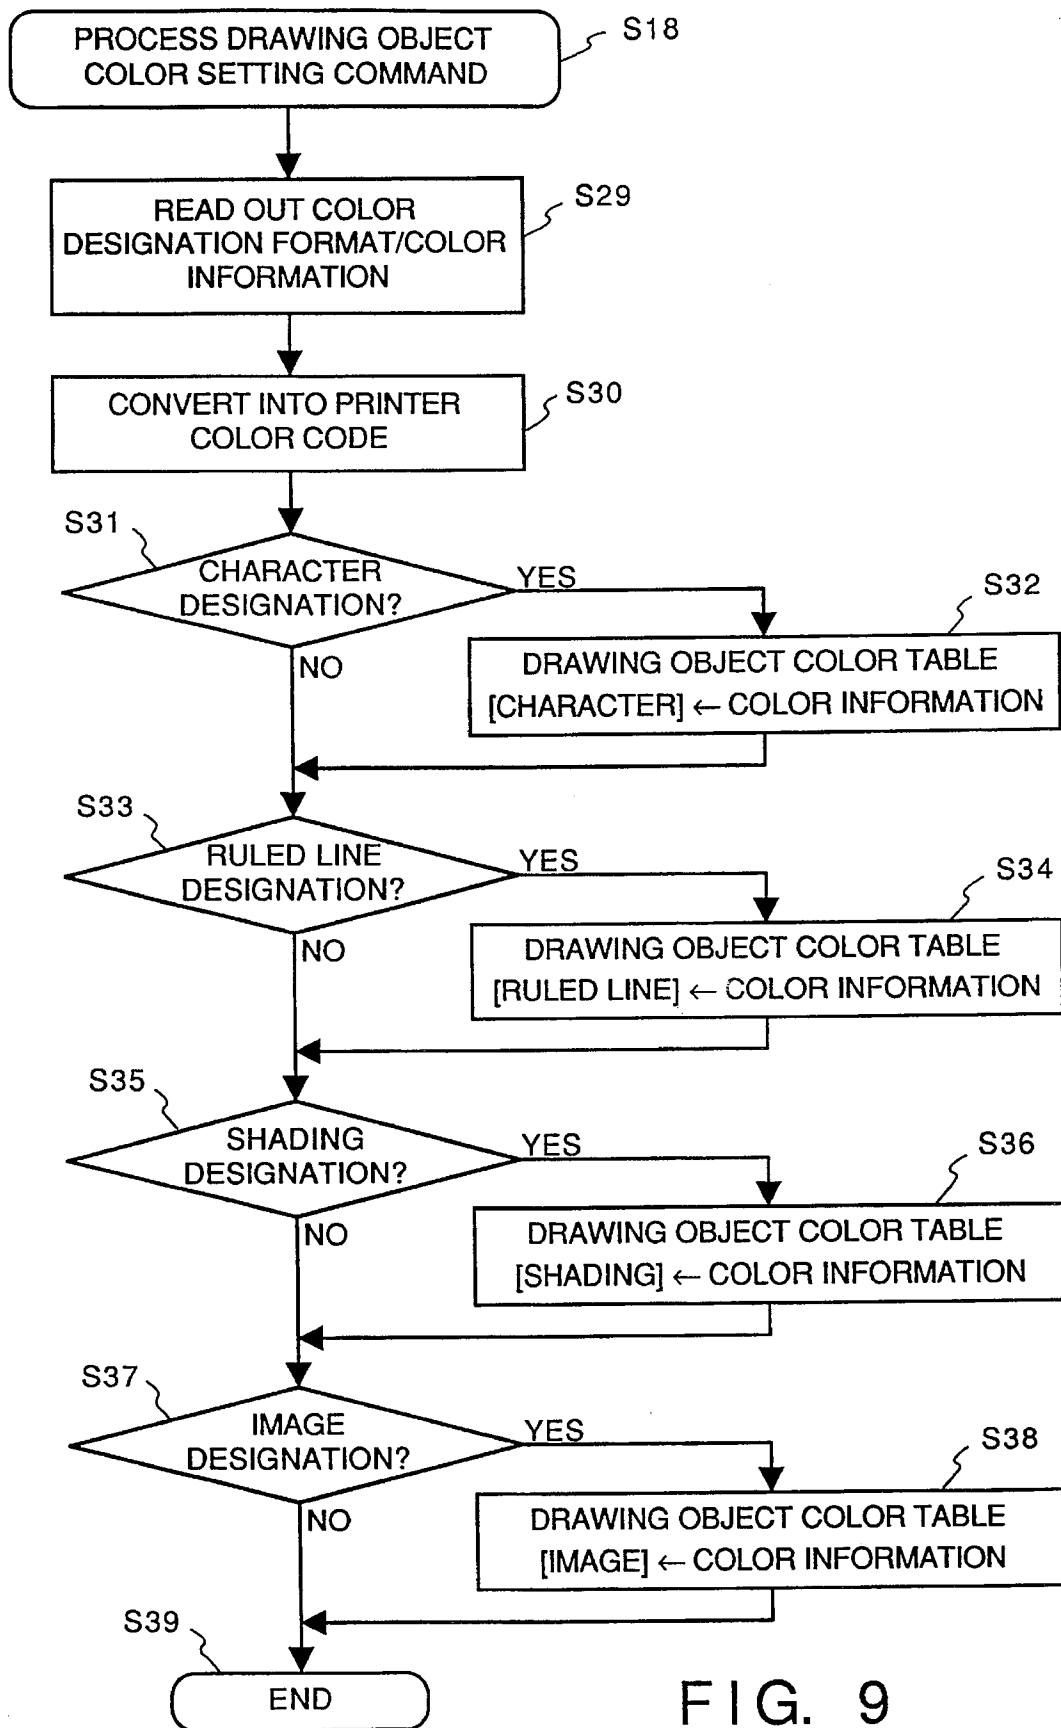 PROCESS DRAWING OBJECT
COLOR SETTING COMMAND
S18
READ OUT COLOR
DESIGNATION FORMAT/COLOR
INFORMATION
S29
CONVERT INTO PRINTER
COLOR CODE
S30
S31
CHARACTER
DESIGNATION?
YES
NO
S32
DRAWING OBJECT COLOR TABLE
[CHARACTER] ← COLOR INFORMATION
S33
RULED LINE
DESIGNATION?
YES
NO
S34
DRAWING OBJECT COLOR TABLE
[RULED LINE] ← COLOR INFORMATION
S35
SHADING
DESIGNATION?
YES
NO
S36
DRAWING OBJECT COLOR TABLE
[SHADING] ← COLOR INFORMATION
S37
IMAGE
DESIGNATION?
YES
NO
S38
DRAWING OBJECT COLOR TABLE
[IMAGE] ← COLOR INFORMATION
S39
END
FIG. 9